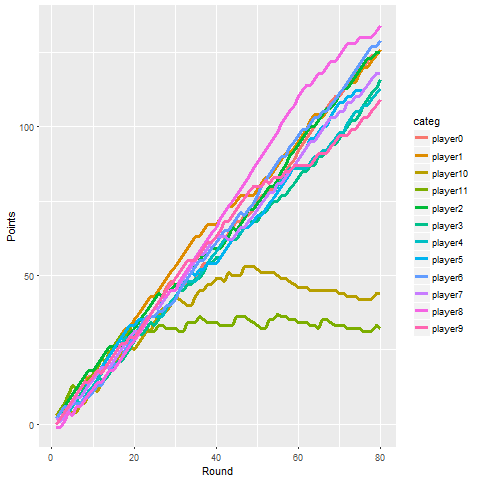 100
50
0
Points
0
20
40
60
80
Round
categ
player0
player1
player10
player11
player2
player3
player4
player5
player6
player7
player8
player9